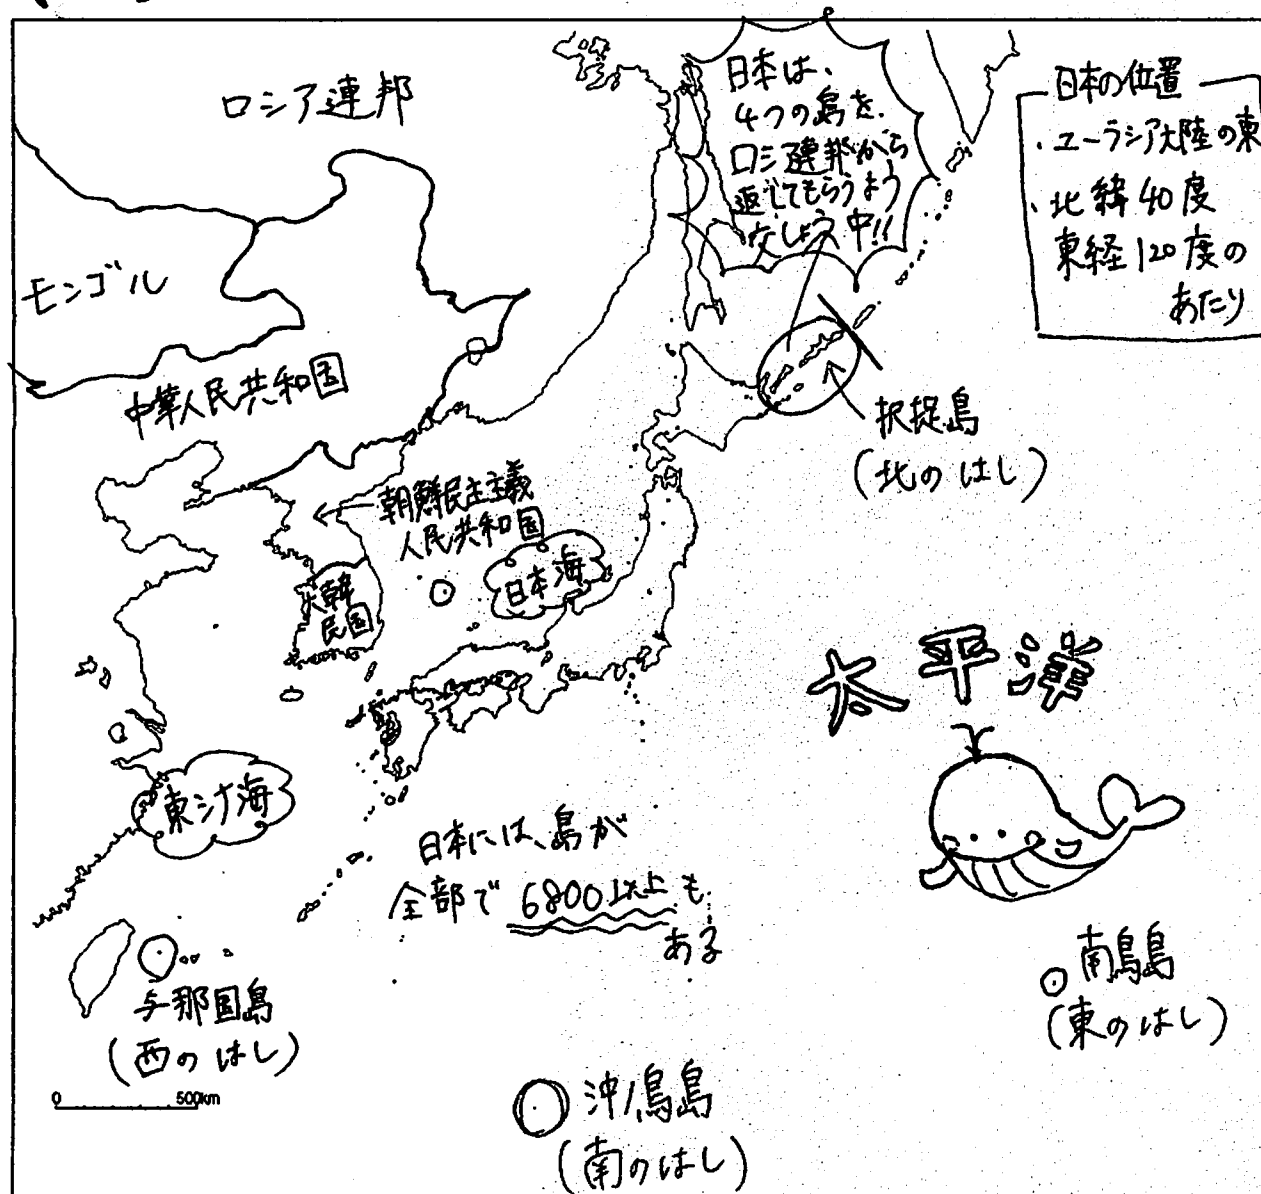 ロシア連邦
日本は、
4つの島を、
ロシア連邦から
返してもらうよう
なしょう中!!
日本の位置
・ユーラシア大陸の東
・北緯40度
東経120度の
あたり
モンゴル
中華人民共和国
択捉島
(北のはし)
朝鮮民主主義
人民共和国
日本海
大韓
民国
太平洋
東シナ海
日本には、島が
全部で6800以上も
ある
与那国島
(西のはし)
南鳥島
(東のはし)
0 500km
沖ノ鳥島
(南のはし)